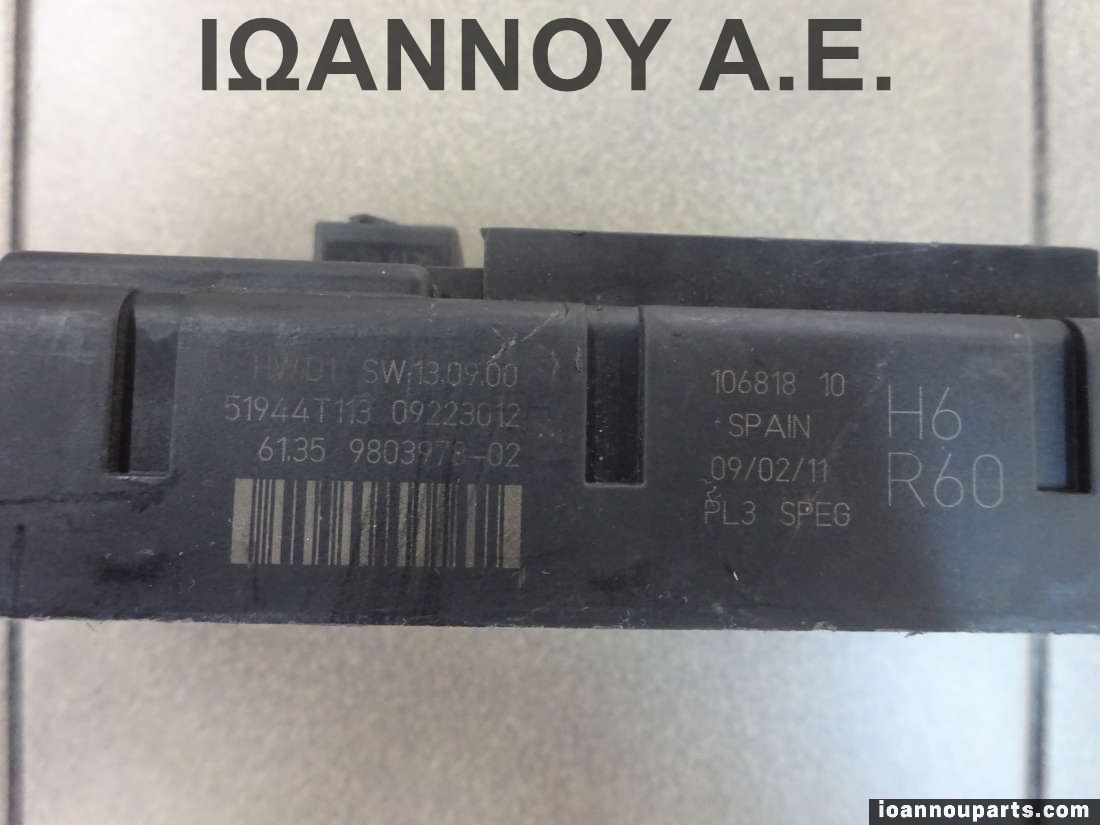 ΙΩΑΝΝΟΥ Α.Ε.
HW:01 SW:13.09.00
51944T113 09223012
61.35 9803978-02
106818 10
SPAIN
09/02/11
PL3 SPEG
H6
R60
ioannouparts.com